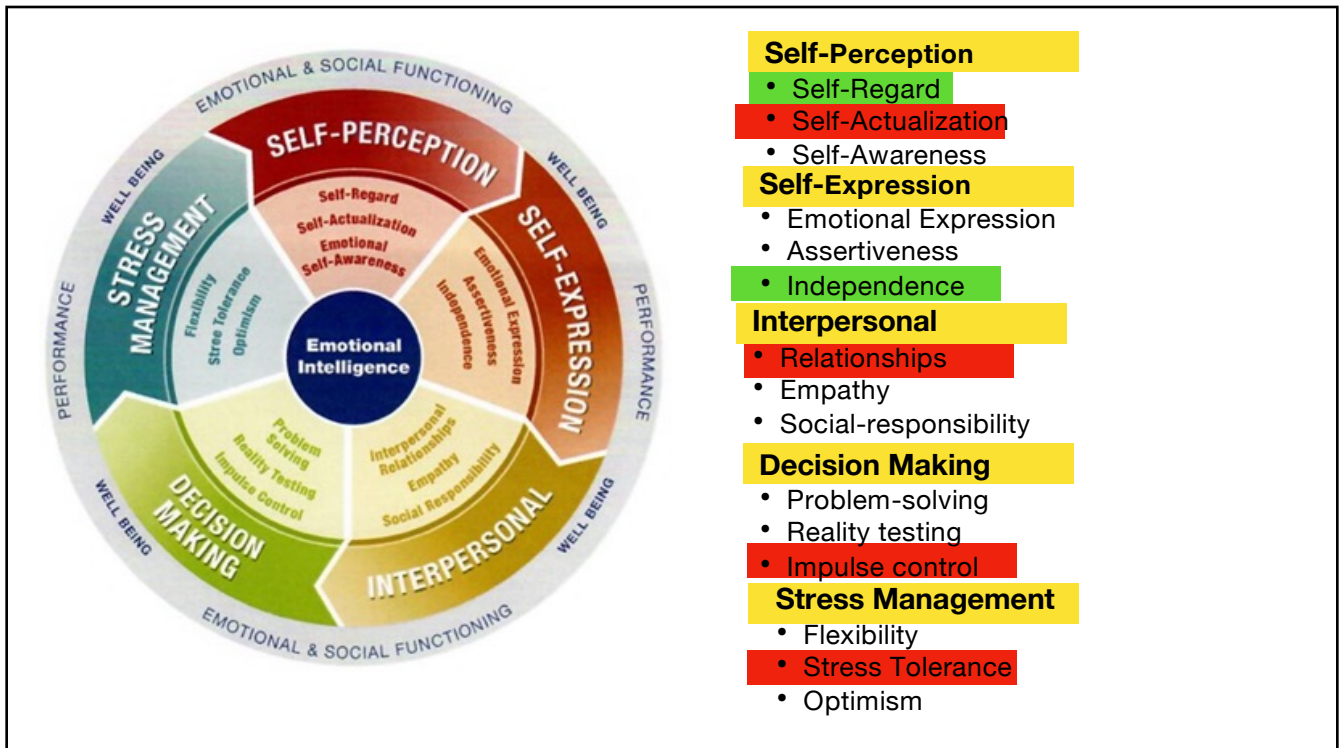 EMOTIONAL & SOCIAL FUNCTIONING
WELL BEING
WELL BEING
PERFORMANCE
PERFORMANCE
WELL BEING
WELL BEING
EMOTIONAL & SOCIAL FUNCTIONING
SELF-PERCEPTION
Self-Regard
Self-Actualization
Emotional
Self-Awareness
SELF-EXPRESSION
Emotional Expression
Assertiveness
Independence
INTERPERSONAL
Interpersonal
Relationships
Empathy
Social Responsibility
DECISION
MAKING
Problem
Solving
Reality Testing
Impulse Control
STRESS
MANAGEMENT
Flexibility
Stree Tolerance
Optimism
Emotional
Intelligence
Self-Perception
• Self-Regard
• Self-Actualization
• Self-Awareness
Self-Expression
• Emotional Expression
• Assertiveness
• Independence
Interpersonal
• Relationships
• Empathy
• Social-responsibility
Decision Making
• Problem-solving
• Reality testing
• Impulse control
Stress Management
• Flexibility
• Stress Tolerance
• Optimism